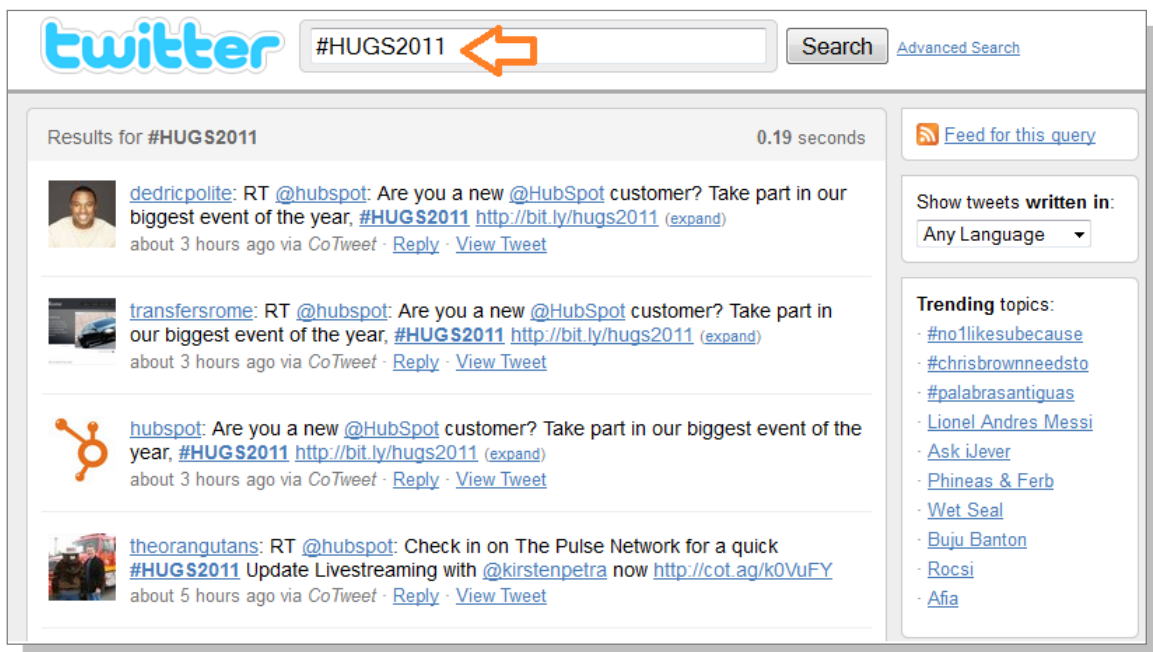 twitter #HUGS2011 Search Advanced Search
Results for #HUGS2011 0.19 seconds
dedricpolite: RT @hubspot: Are you a new @HubSpot customer? Take part in our
biggest event of the year, #HUGS2011 http://bit.ly/hugs2011 (expand)
about 3 hours ago via CoTweet · Reply · View Tweet
transfersrome: RT @hubspot: Are you a new @HubSpot customer? Take part in
our biggest event of the year, #HUGS2011 http://bit.ly/hugs2011 (expand)
about 3 hours ago via CoTweet · Reply · View Tweet
hubspot: Are you a new @HubSpot customer? Take part in our biggest event of the
year, #HUGS2011 http://bit.ly/hugs2011 (expand)
about 3 hours ago via CoTweet · Reply · View Tweet
theorangutans: RT @hubspot: Check in on The Pulse Network for a quick
#HUGS2011 Update Livestreaming with @kirstenpetra now http://cot.ag/k0VuFY
about 5 hours ago via CoTweet · Reply · View Tweet
Feed for this query
Show tweets written in:
Any Language
Trending topics:
· #no1likesubecause
· #chrisbrownneedsto
· #palabrasantiguas
· Lionel Andres Messi
· Ask iJever
· Phineas & Ferb
· Wet Seal
· Buju Banton
· Rocsi
· Afia